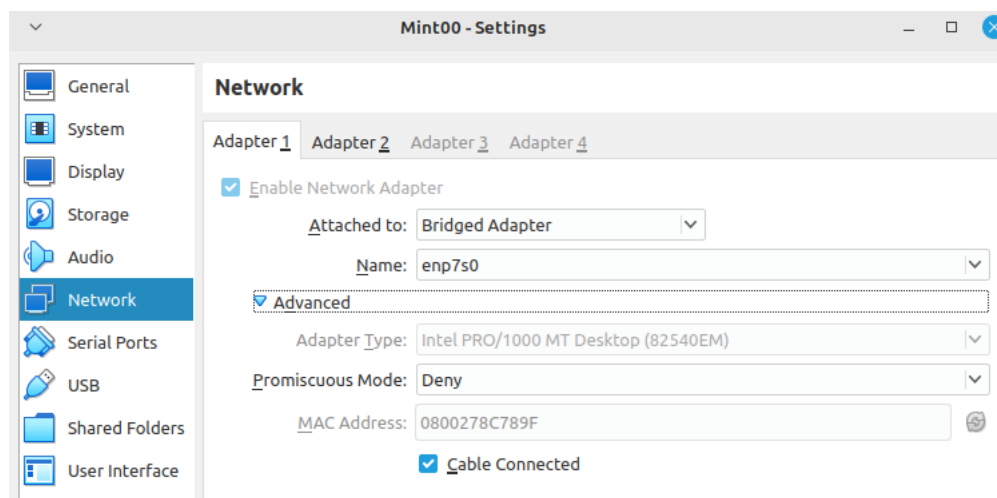 Mint00 - Settings
General
System
Display
Storage
Audio
Network
Serial Ports
USB
Shared Folders
User Interface
Network
Adapter 1 Adapter 2 Adapter 3 Adapter 4
Enable Network Adapter
Attached to: Bridged Adapter
Name: enp7s0
Advanced
Adapter Type: Intel PRO/1000 MT Desktop (82540EM)
Promiscuous Mode: Deny
MAC Address: 0800278C789F
Cable Connected